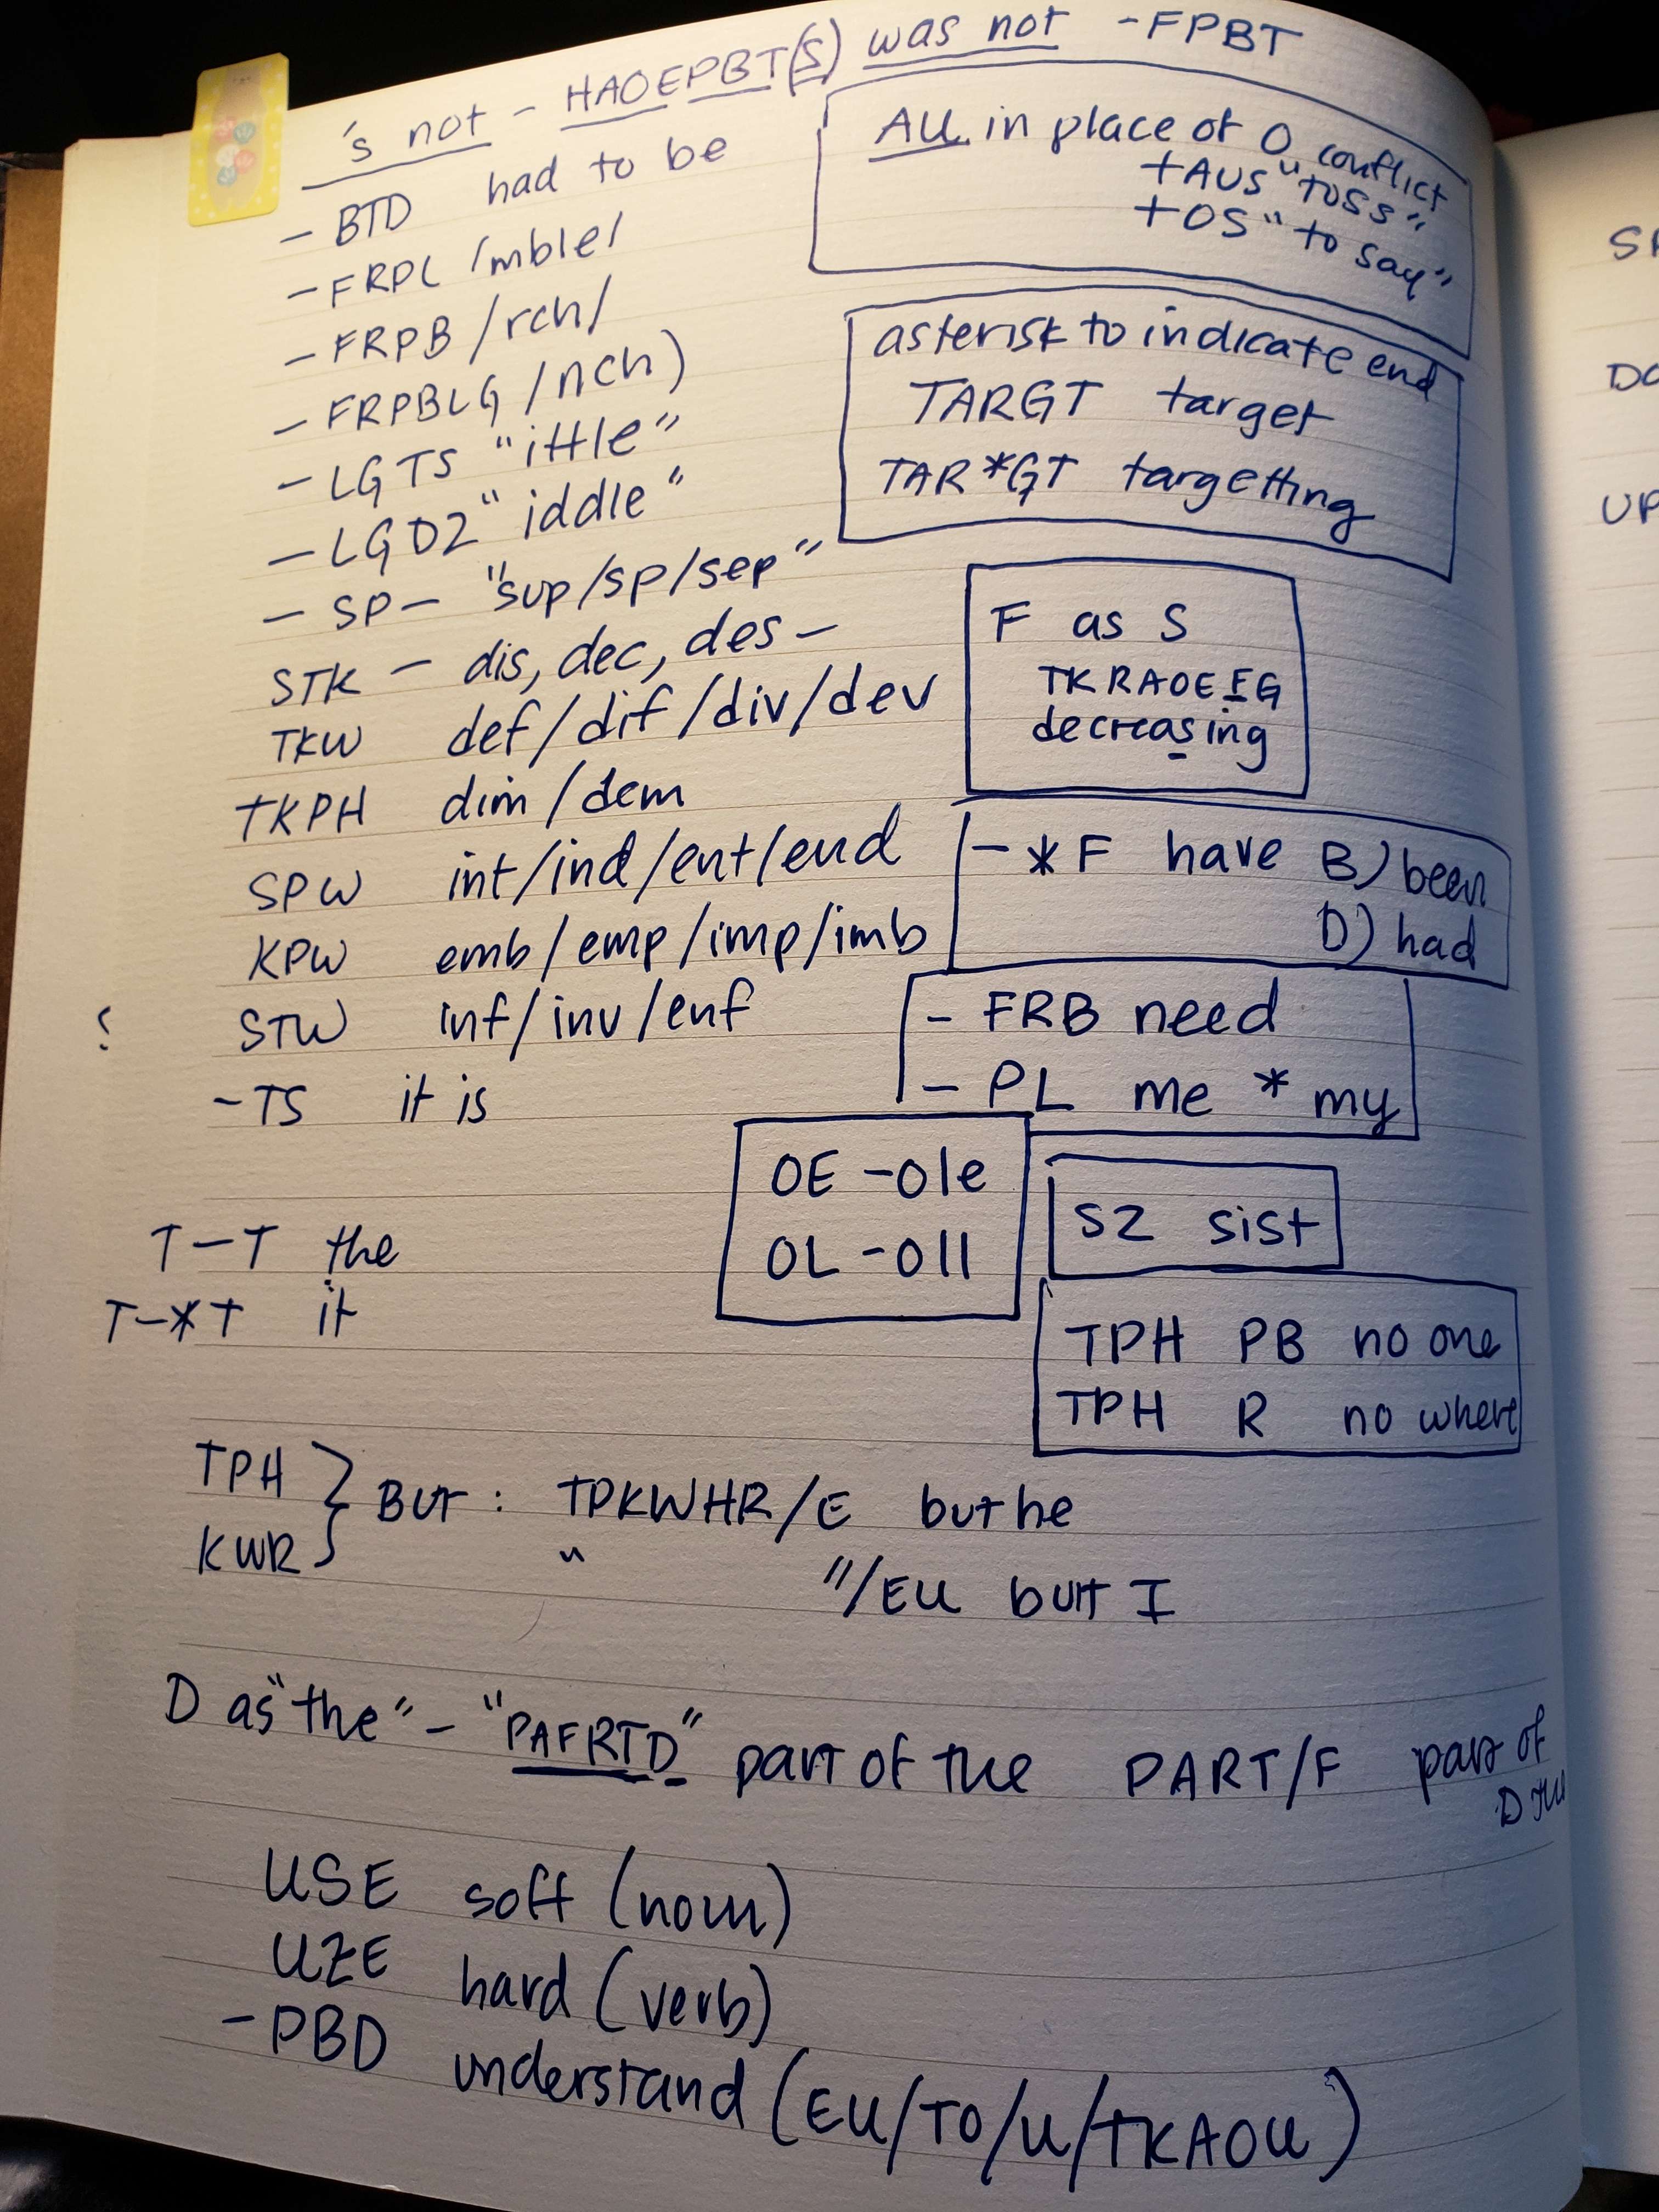 's not - HAOEPBT(S) was not -FPBT
- BTD had to be
- FRPL /mble/
- FRPB /rch/
- FRPBLG /nch)
- LGTS "ittle"
- LGDZ "iddle"
- SP- "sup/sp/sep"
STK - dis, dec, des-
TKW def/dif/div/dev
TKPH dim/dem
SPW int/ind/ent/end
KPW emb/emp/imp/imb
STW inf/inv/enf
-TS it is
AU in place of O conflict
TAUS "toss"
TOS "to say"
asterisk to indicate end
TARGT target
TAR*GT targetting
F as S
TKRAOEFG
decreasing
-*F have B) been
D) had
- FRB need
- PL me * my
OE -ole
OL -oll
SZ sist
TPH PB no one
TPH R no where
T-T the
T-*T it
TPH
KWR } BUT : TPKWHR/E but he
" "/EU but I
D as "the" - "PAFRTD" part of the PART/F part of
D the
USE soft (noun)
UZE hard (verb)
-PBD understand (EU/TO/U/TKAOU)
SP
DO
UP